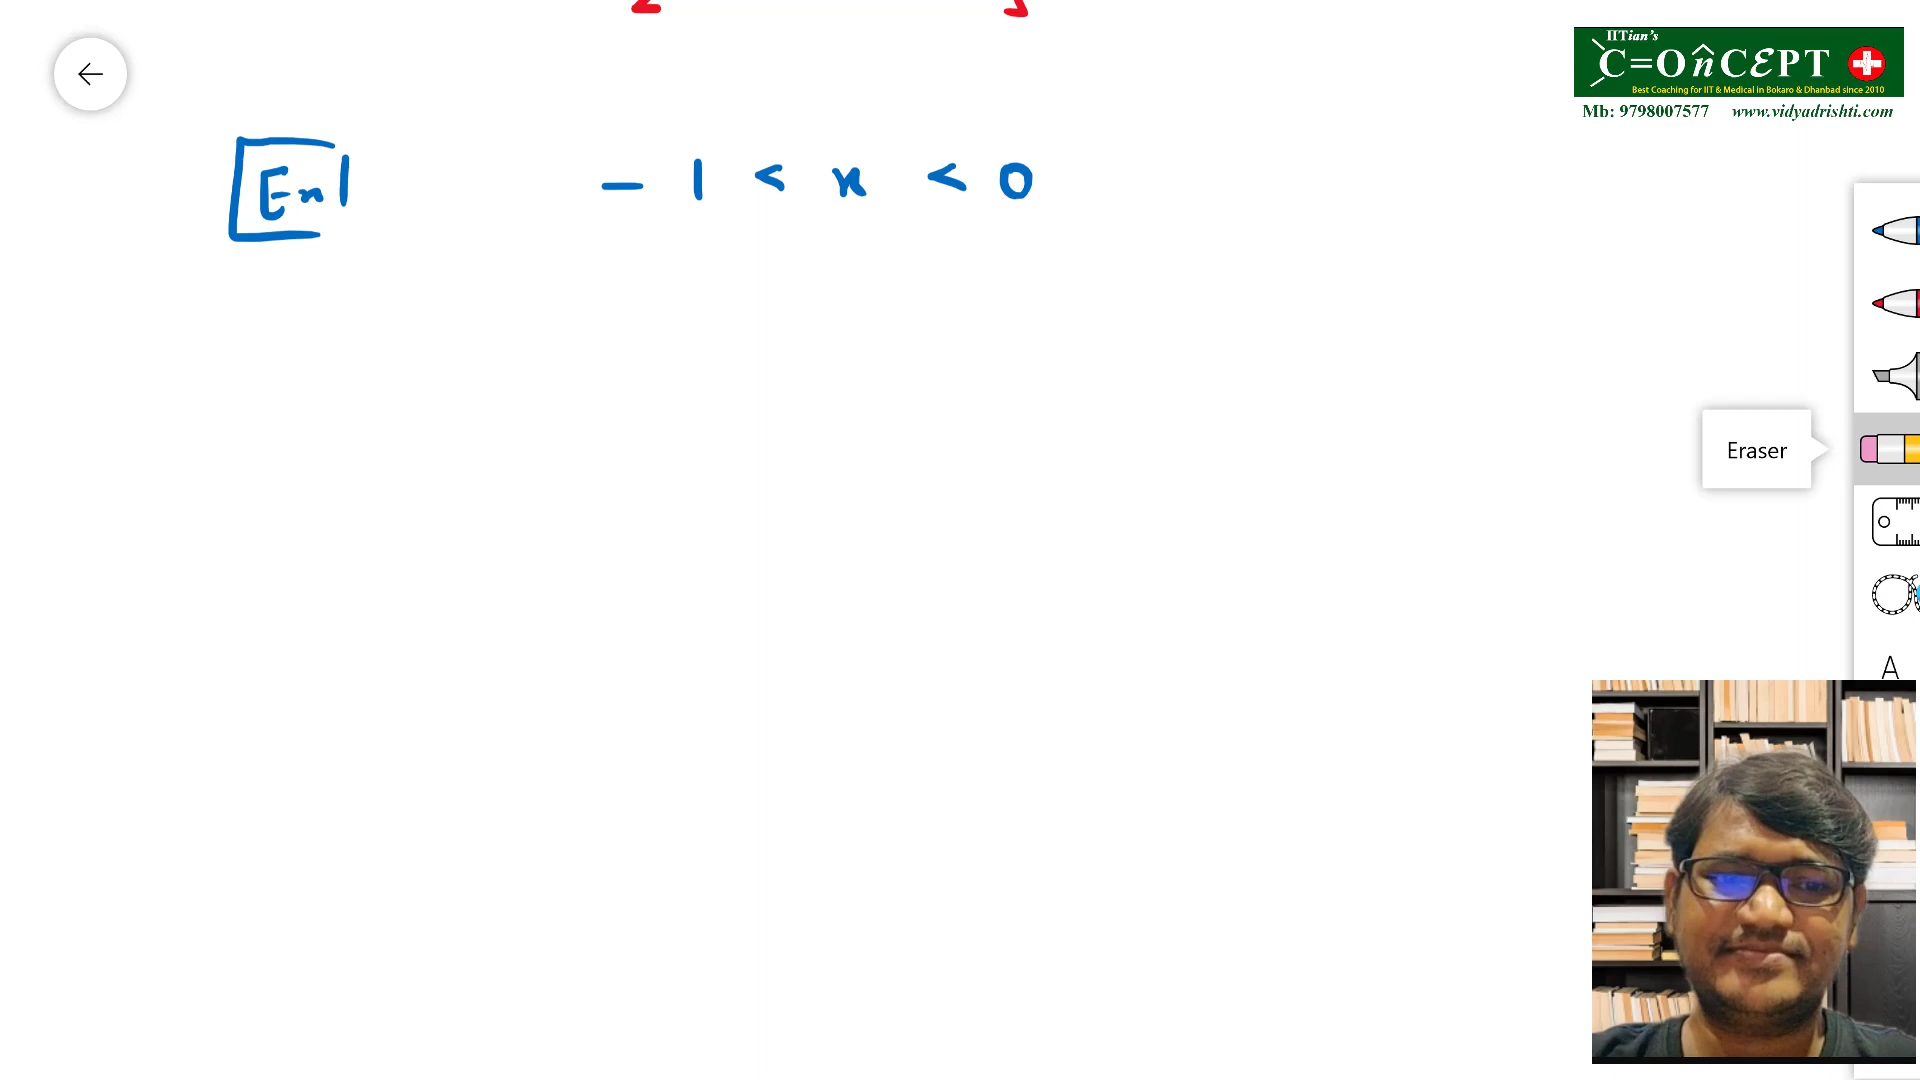 IITian's
C=OnCEPT
Best Coaching for IIT & Medical in Bokaro & Dhanbad since 2010
Mb: 9798007577 www.vidyadrishti.com
Ex - 1 < x < 0
Eraser
A